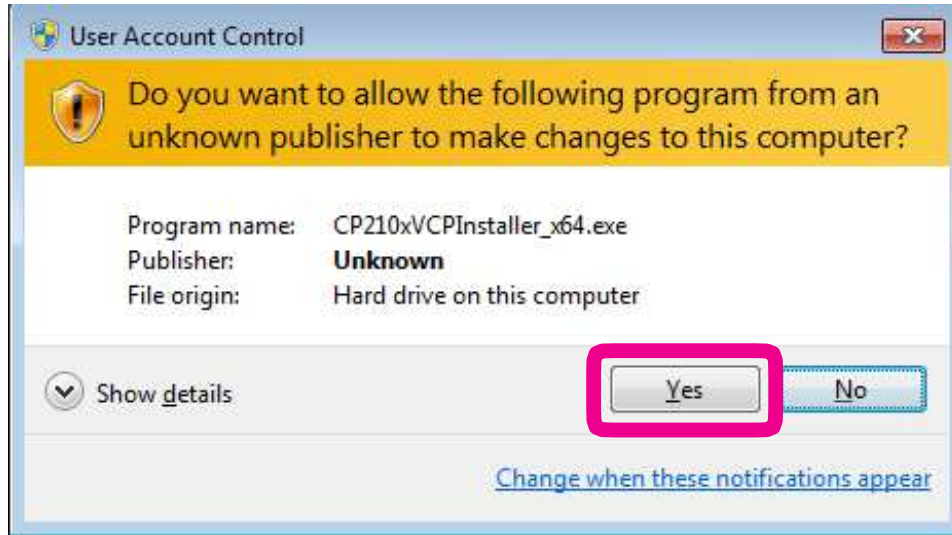 User Account Control
Do you want to allow the following program from an
unknown publisher to make changes to this computer?
Program name: CP210xVCPInstaller_x64.exe
Publisher: Unknown
File origin: Hard drive on this computer
Show details Yes No
Change when these notifications appear